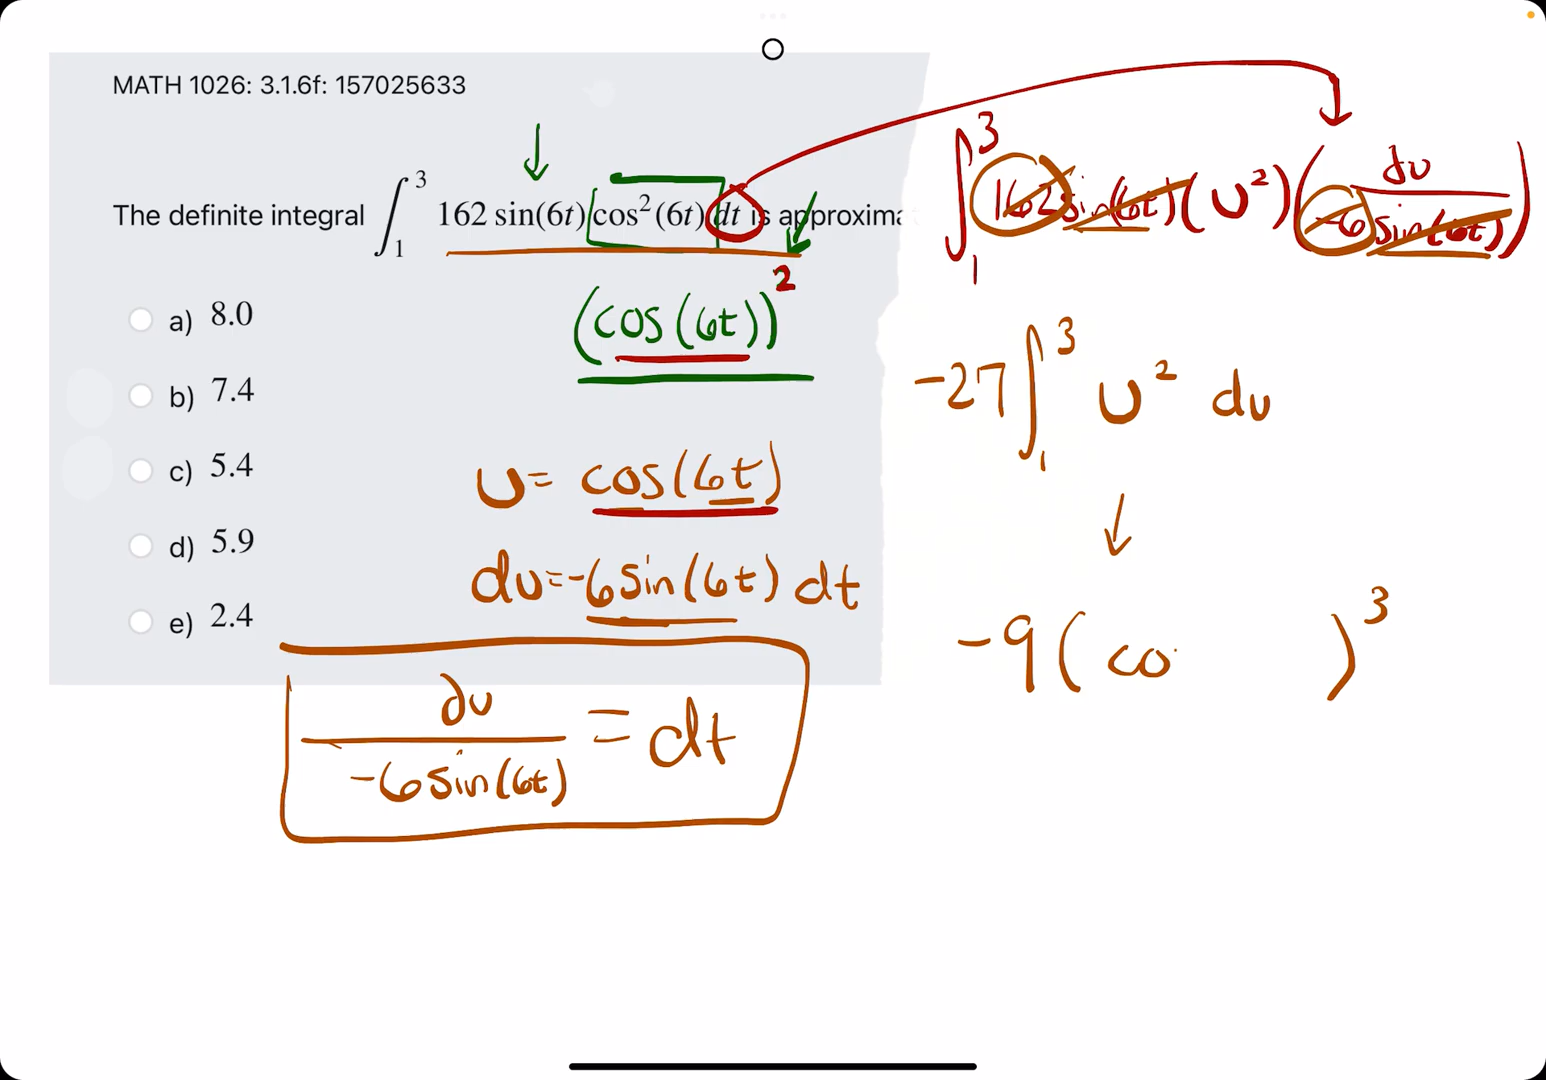 MATH 1026: 3.1.6f: 157025633
The definite integral ∫₁³ 162 sin(6t) cos²(6t) dt is approxima
(cos(6t))²
a) 8.0
b) 7.4
c) 5.4
d) 5.9
e) 2.4
u = cos(6t)
du = -6sin(6t) dt
du/-6sin(6t) = dt
∫₁³ 162sin(6t)(u²)(du/-6sin(6t))
-27∫₁³ u² du
-9(co )³